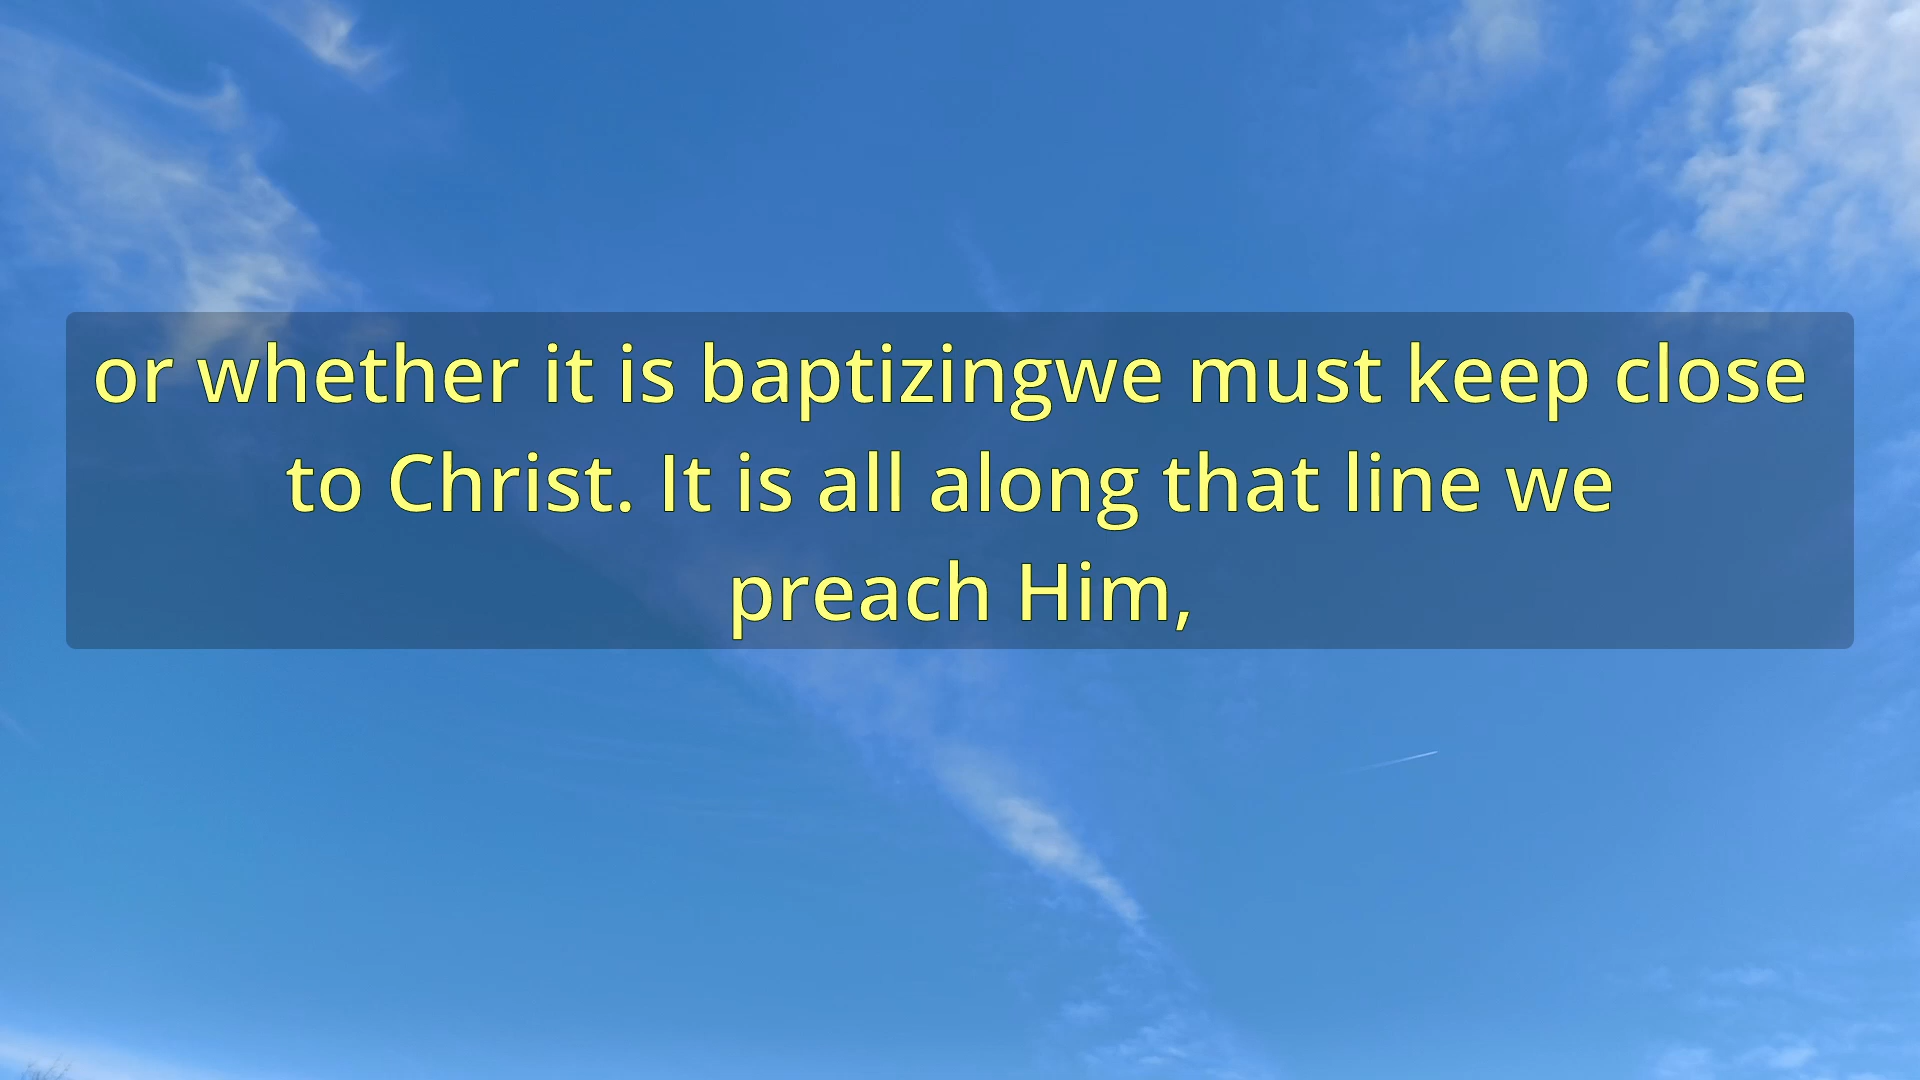 or whether it is baptizingwe must keep close
to Christ. It is all along that line we
preach Him,